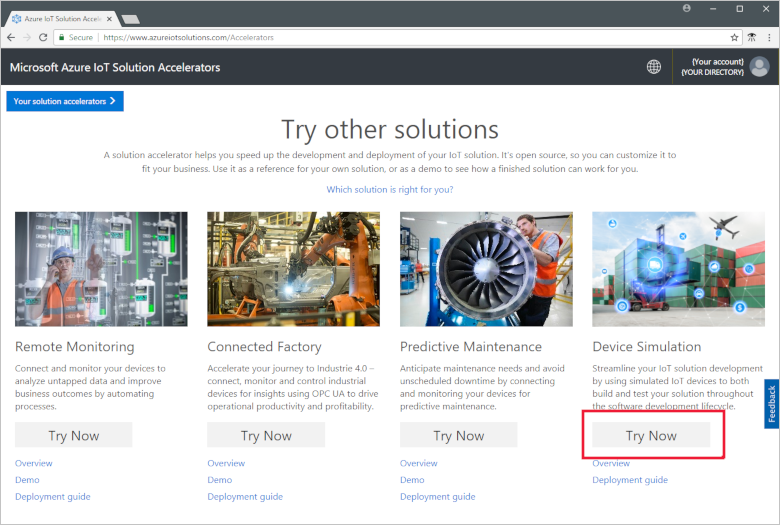 Azure IoT Solution Accele
Secure | https://www.azureiotsolutions.com/Accelerators
Microsoft Azure IoT Solution Accelerators
{Your account}
{YOUR DIRECTORY}
Your solution accelerators
Try other solutions
A solution accelerator helps you speed up the development and deployment of your IoT solution. It's open source, so you can customize it to
fit your business. Use it as a reference for your own solution, or as a demo to see how a finished solution can work for you.
Which solution is right for you?
Remote Monitoring
Connect and monitor your devices to
analyze untapped data and improve
business outcomes by automating
processes.
Try Now
Overview
Demo
Deployment guide
Connected Factory
Accelerate your journey to Industrie 4.0 –
connect, monitor and control industrial
devices for insights using OPC UA to drive
operational productivity and profitability.
Try Now
Overview
Demo
Deployment guide
Predictive Maintenance
Anticipate maintenance needs and avoid
unscheduled downtime by connecting
and monitoring your devices for
predictive maintenance.
Try Now
Overview
Demo
Deployment guide
Device Simulation
Streamline your IoT solution development
by using simulated IoT devices to both
build and test your solution throughout
the software development lifecycle.
Try Now
Overview
Deployment guide
Feedback